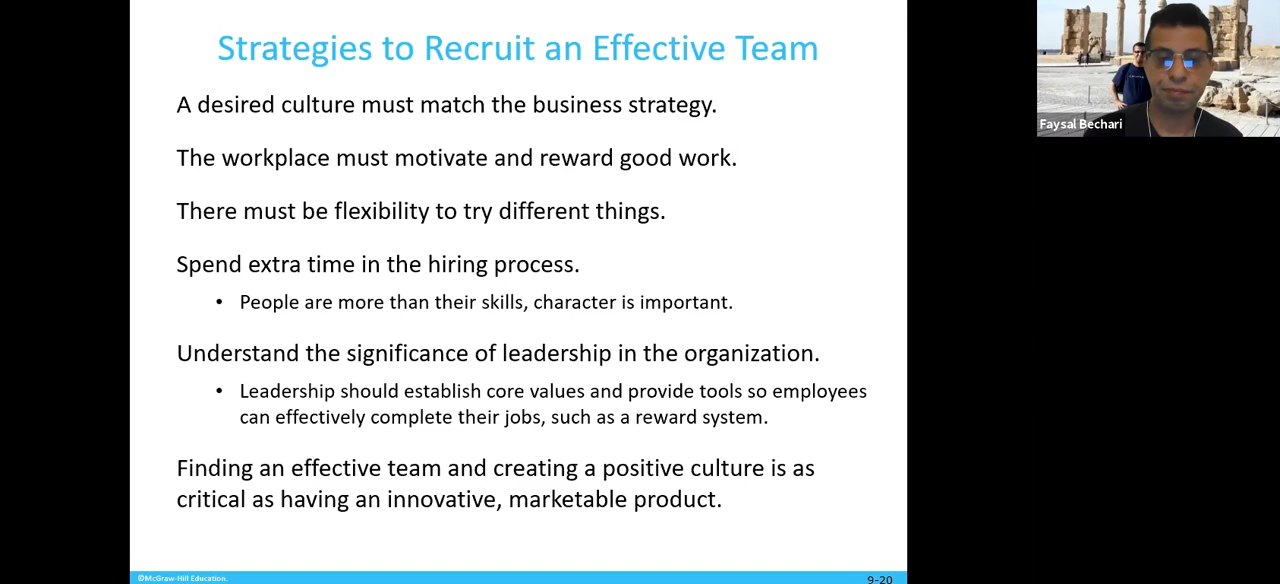 Strategies to Recruit an Effective Team
A desired culture must match the business strategy.
The workplace must motivate and reward good work.
There must be flexibility to try different things.
Spend extra time in the hiring process.
• People are more than their skills, character is important.
Understand the significance of leadership in the organization.
• Leadership should establish core values and provide tools so employees
can effectively complete their jobs, such as a reward system.
Finding an effective team and creating a positive culture is as
critical as having an innovative, marketable product.
©McGraw-Hill Education.
9-20
Faysal Bechari